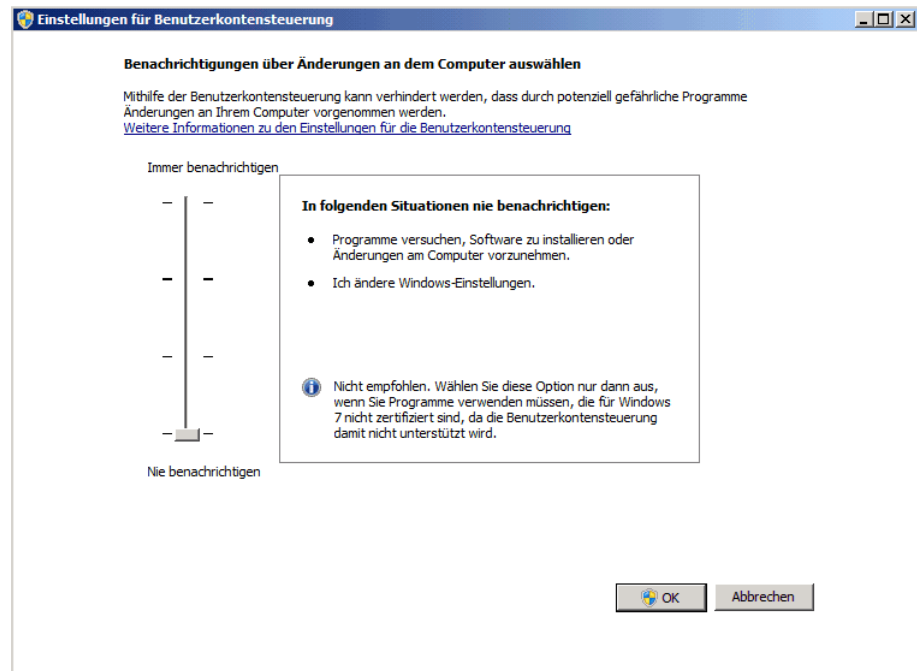 Einstellungen für Benutzerkontensteuerung
Benachrichtigungen über Änderungen an dem Computer auswählen
Mithilfe der Benutzerkontensteuerung kann verhindert werden, dass durch potenziell gefährliche Programme
Änderungen an Ihrem Computer vorgenommen werden.
Weitere Informationen zu den Einstellungen für die Benutzerkontensteuerung
Immer benachrichtigen
In folgenden Situationen nie benachrichtigen:
• Programme versuchen, Software zu installieren oder
Änderungen am Computer vorzunehmen.
• Ich ändere Windows-Einstellungen.
Nicht empfohlen. Wählen Sie diese Option nur dann aus,
wenn Sie Programme verwenden müssen, die für Windows
7 nicht zertifiziert sind, da die Benutzerkontensteuerung
damit nicht unterstützt wird.
Nie benachrichtigen
OK Abbrechen